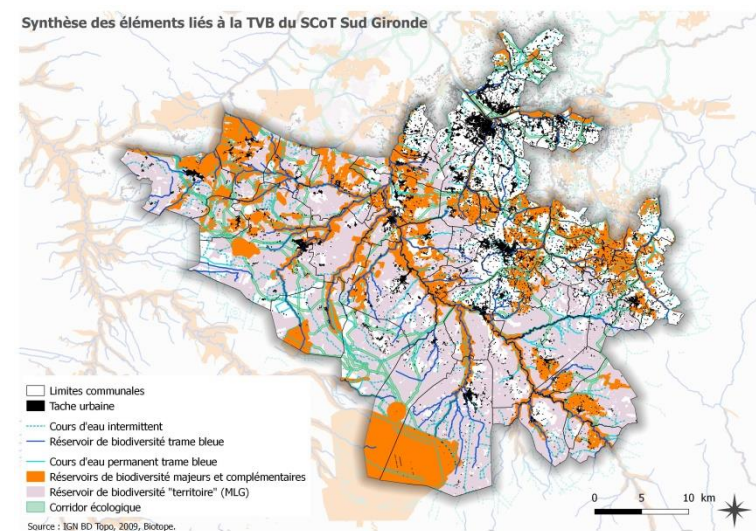 Synthèse des éléments liés à la TVB du SCoT Sud Gironde
Limites communales
Tache urbaine
Cours d'eau intermittent
Réservoir de biodiversité trame bleue
Cours d'eau permanent trame bleue
Réservoirs de biodiversité majeurs et complémentaires
Réservoir de biodiversité "territoire" (MLG)
Corridor écologique
Source : IGN BD Topo, 2009, Biotope.
0 5 10 km